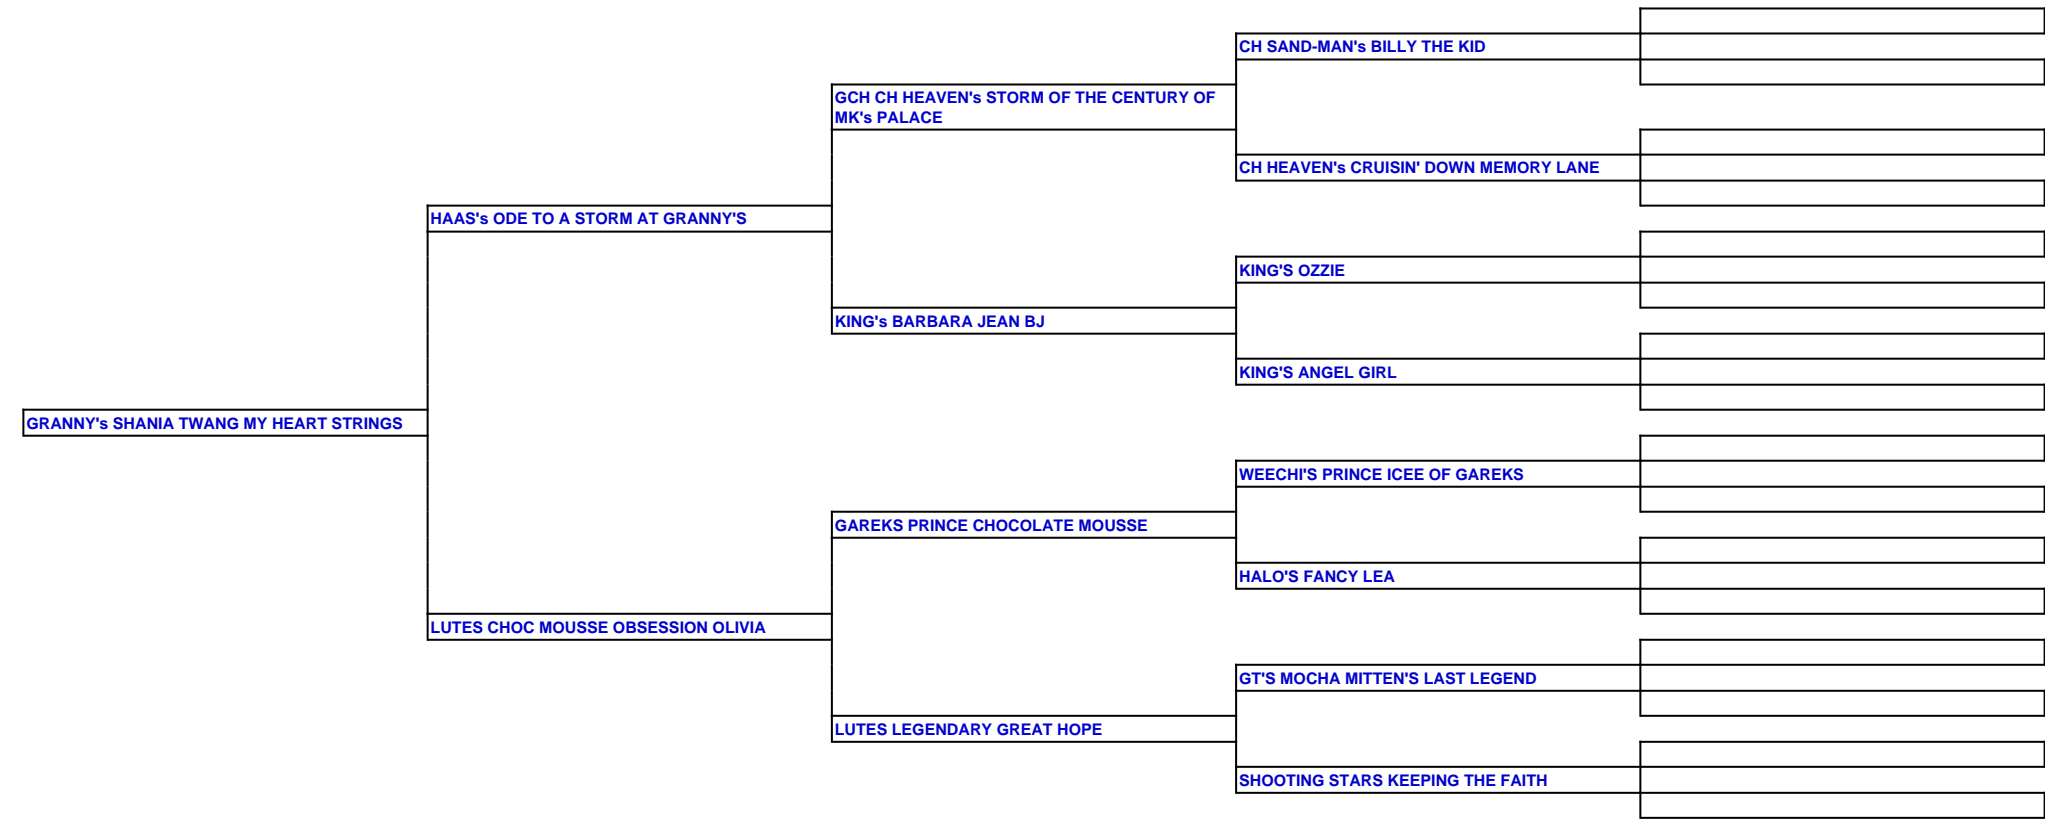 CH SAND-MAN's BILLY THE KID
GCH CH HEAVEN's STORM OF THE CENTURY OF
MK's PALACE
CH HEAVEN's CRUISIN' DOWN MEMORY LANE
HAAS's ODE TO A STORM AT GRANNY'S
KING'S OZZIE
KING's BARBARA JEAN BJ
KING'S ANGEL GIRL
GRANNY's SHANIA TWANG MY HEART STRINGS
WEECHI'S PRINCE ICEE OF GAREKS
GAREKS PRINCE CHOCOLATE MOUSSE
HALO'S FANCY LEA
LUTES CHOC MOUSSE OBSESSION OLIVIA
GT'S MOCHA MITTEN'S LAST LEGEND
LUTES LEGENDARY GREAT HOPE
SHOOTING STARS KEEPING THE FAITH